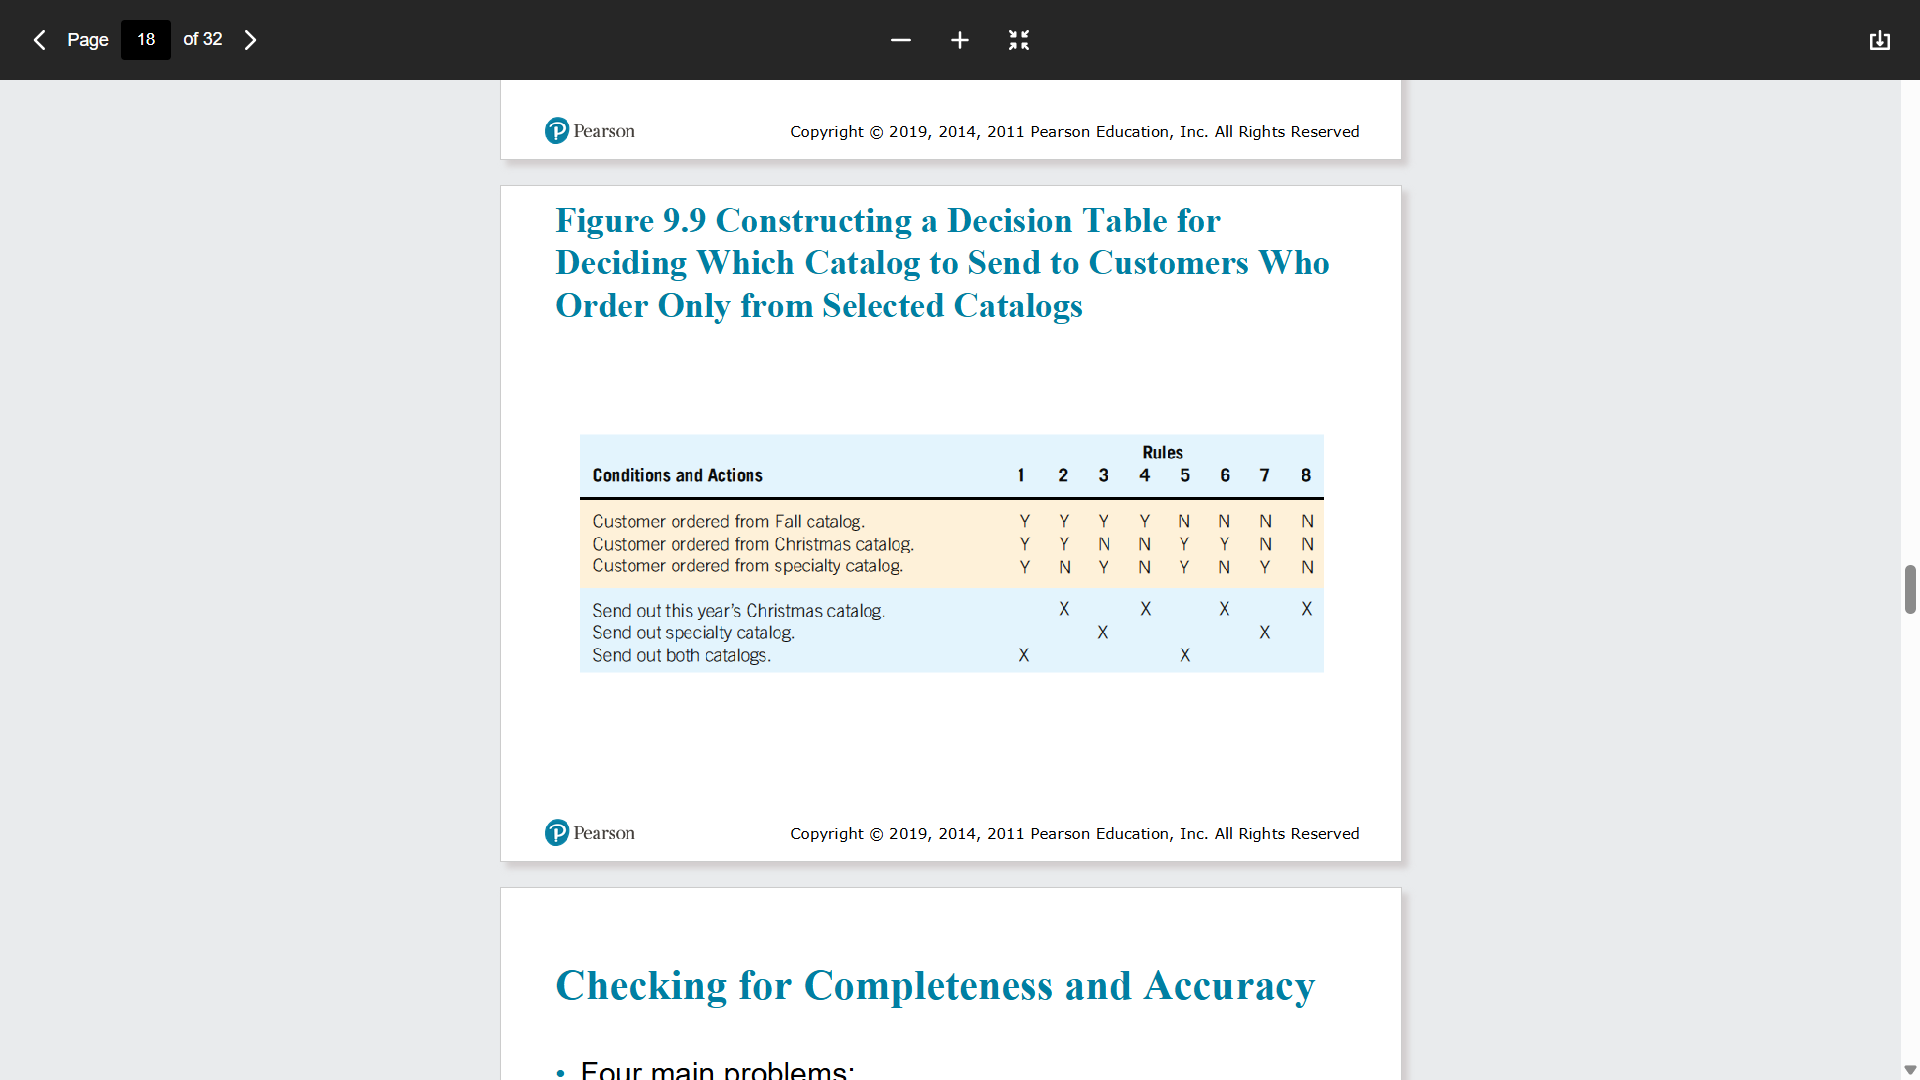 Page 18 of 32
Pearson Copyright © 2019, 2014, 2011 Pearson Education, Inc. All Rights Reserved
Figure 9.9 Constructing a Decision Table for
Deciding Which Catalog to Send to Customers Who
Order Only from Selected Catalogs
Rules
Conditions and Actions 1 2 3 4 5 6 7 8
Customer ordered from Fall catalog. Y Y Y Y N N N N
Customer ordered from Christmas catalog. Y Y N N Y Y N N
Customer ordered from specialty catalog. Y N Y N Y N Y N
Send out this year’s Christmas catalog. X X X X
Send out specialty catalog. X X
Send out both catalogs. X X
Pearson Copyright © 2019, 2014, 2011 Pearson Education, Inc. All Rights Reserved
Checking for Completeness and Accuracy
• Four main problems: